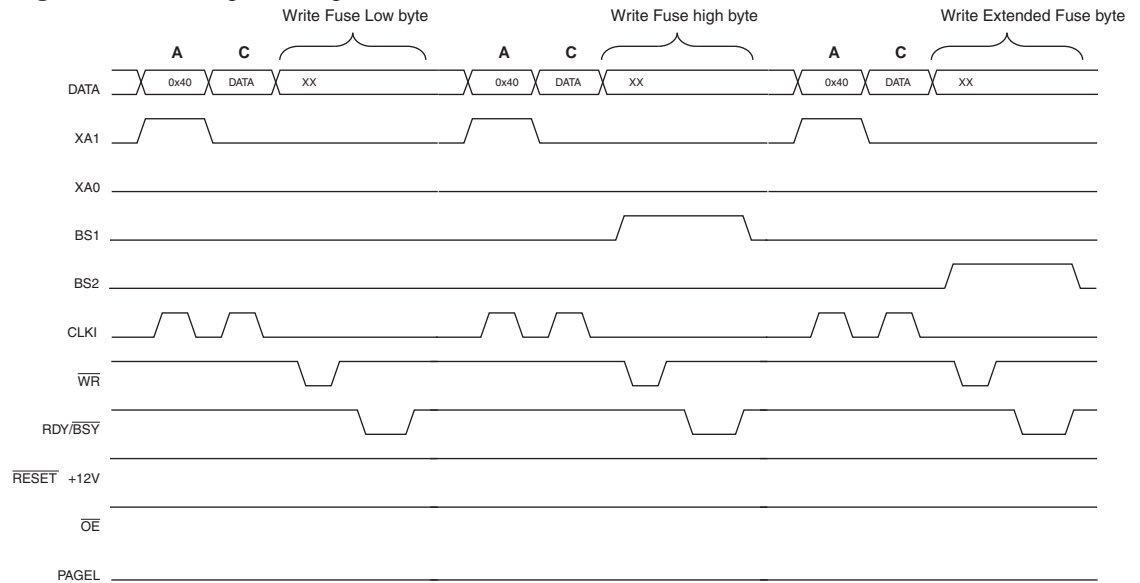 Write Fuse Low byte Write Fuse high byte Write Extended Fuse byte
A C A C A C
DATA 0x40 DATA XX 0x40 DATA XX 0x40 DATA XX
XA1
XA0
BS1
BS2
CLKI
WR
RDY/BSY
RESET +12V
OE
PAGEL